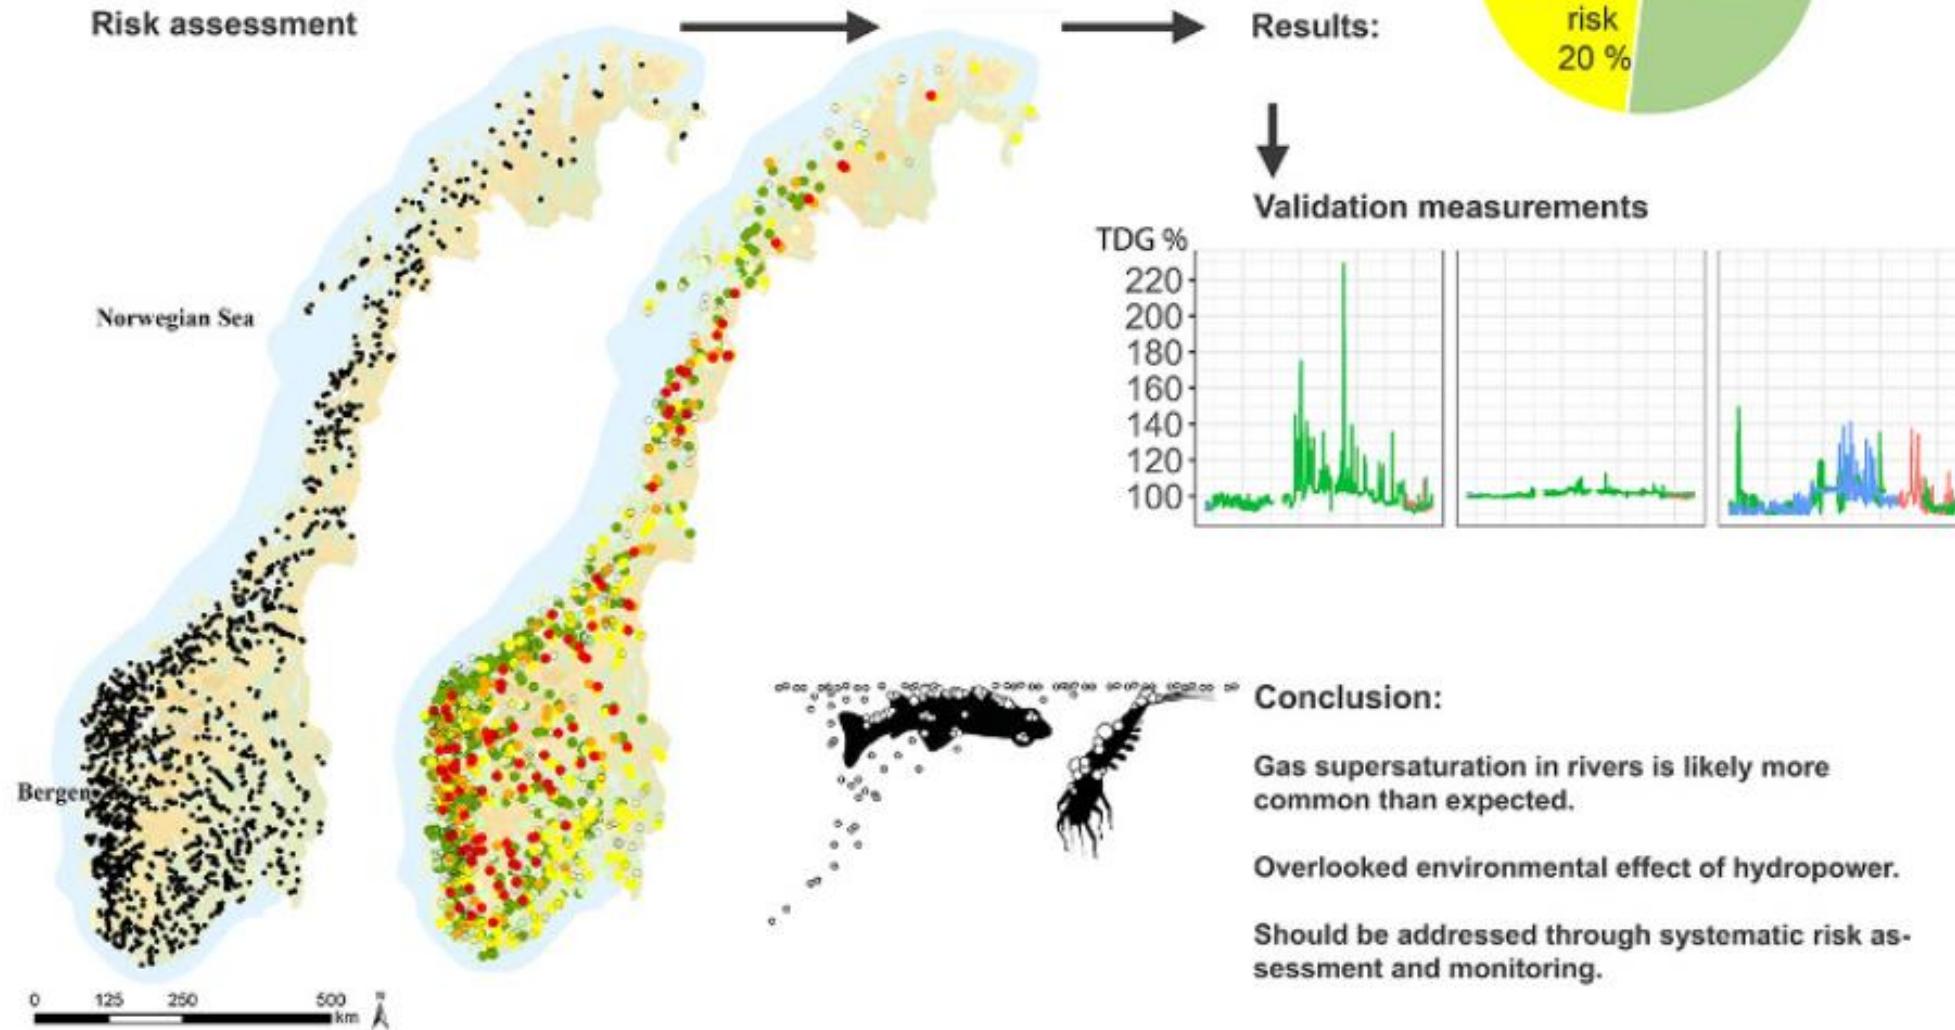 Risk assessment
Results:
risk
20 %
Validation measurements
TDG %
220
200
180
160
140
120
100
Norwegian Sea
Bergen
0 125 250 500
km
N
Conclusion:
Gas supersaturation in rivers is likely more
common than expected.
Overlooked environmental effect of hydropower.
Should be addressed through systematic risk as-
sessment and monitoring.